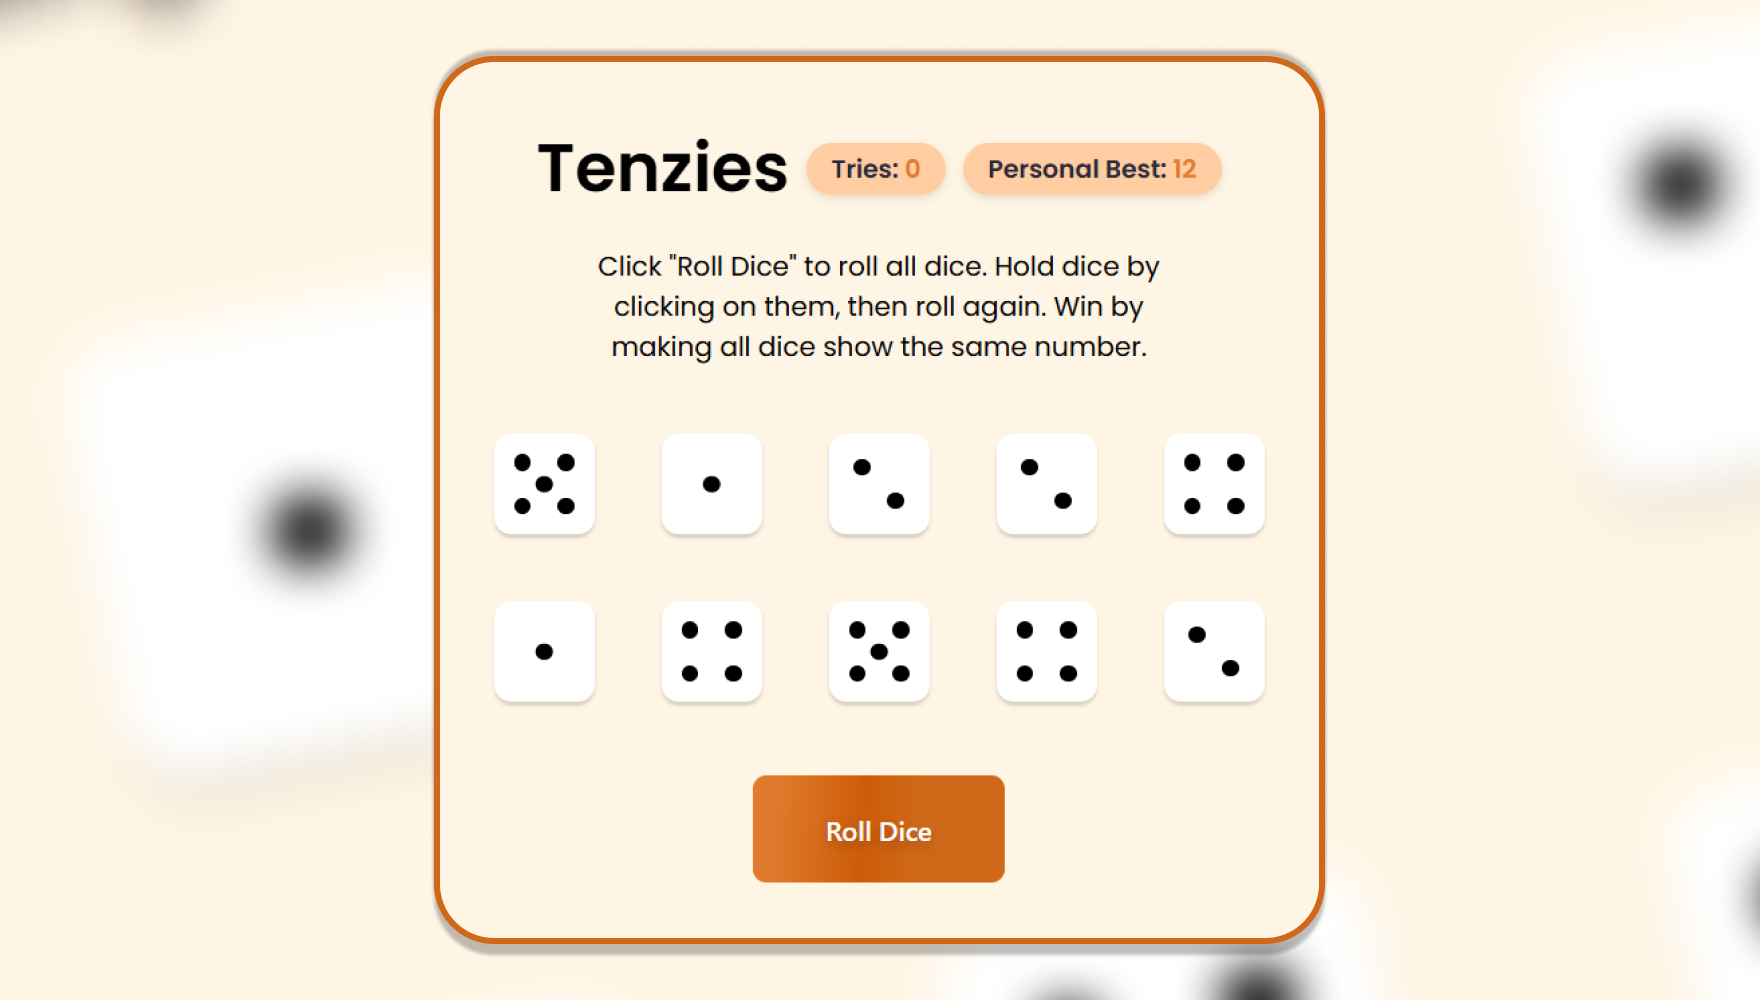 Tenzies Tries: 0 Personal Best: 12
Click "Roll Dice" to roll all dice. Hold dice by
clicking on them, then roll again. Win by
making all dice show the same number.
Roll Dice